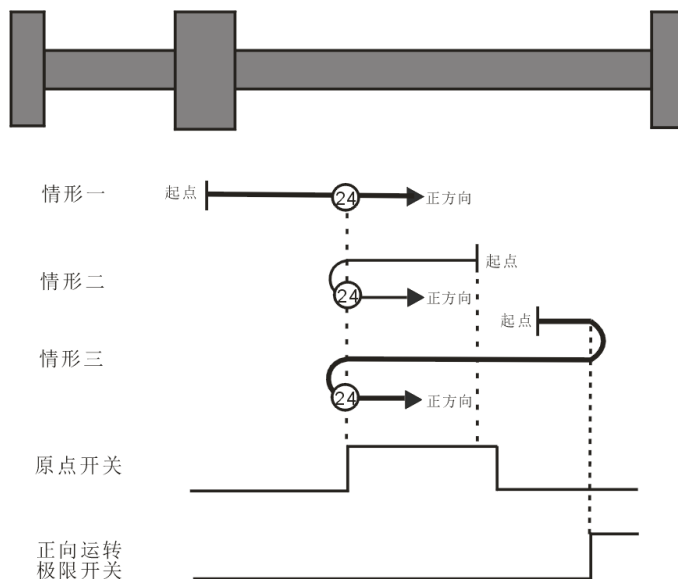 情形一
起点
24
正方向
起点
情形二
24
正方向
起点
情形三
24
正方向
原点开关
正向运转
极限开关